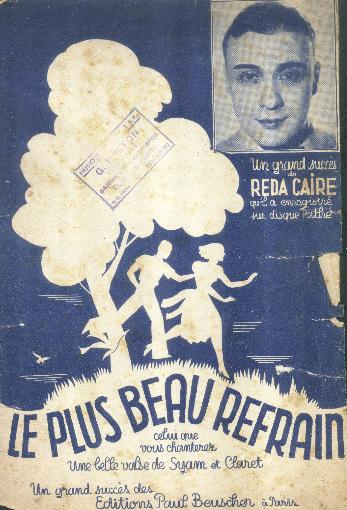 Un grand succès
de
REDA CAIRE
qu'il a enregistré
sur disque Pathé
LE PLUS BEAU REFRAIN
celui que
vous chanterez
Une belle valse de Syam et Claret
Un grand succès des
Editions Paul Beuscher à Paris